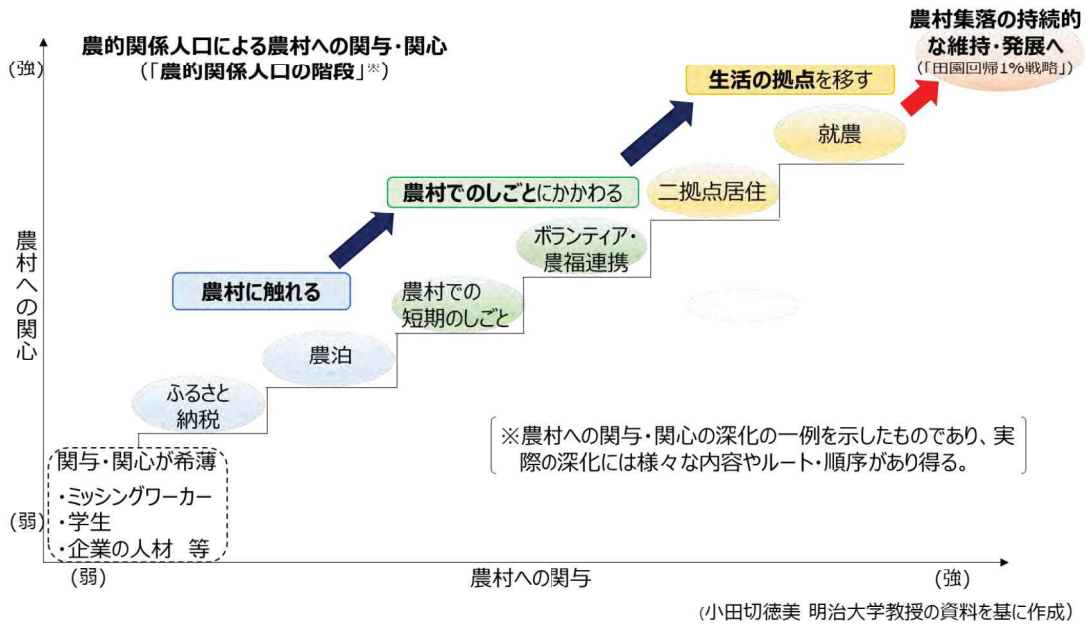 農的関係人口による農村への関与・関心
(「農的関係人口の階段」※)
農村集落の持続的
な維持・発展へ
(「田園回帰1%戦略」)
(強)
生活の拠点を移す
就農
農村でのしごとにかかわる
二拠点居住
ボランティア・
農福連携
農村に触れる
農村での
短期のしごと
農泊
ふるさと
納税
農村への関心
※農村への関与・関心の深化の一例を示したものであり、実
際の深化には様々な内容やルート・順序があり得る。
関与・関心が希薄
・ミッシングワーカー
・学生
・企業の人材 等
(弱)
(弱)
農村への関与
(強)
(小田切徳美 明治大学教授の資料を基に作成)